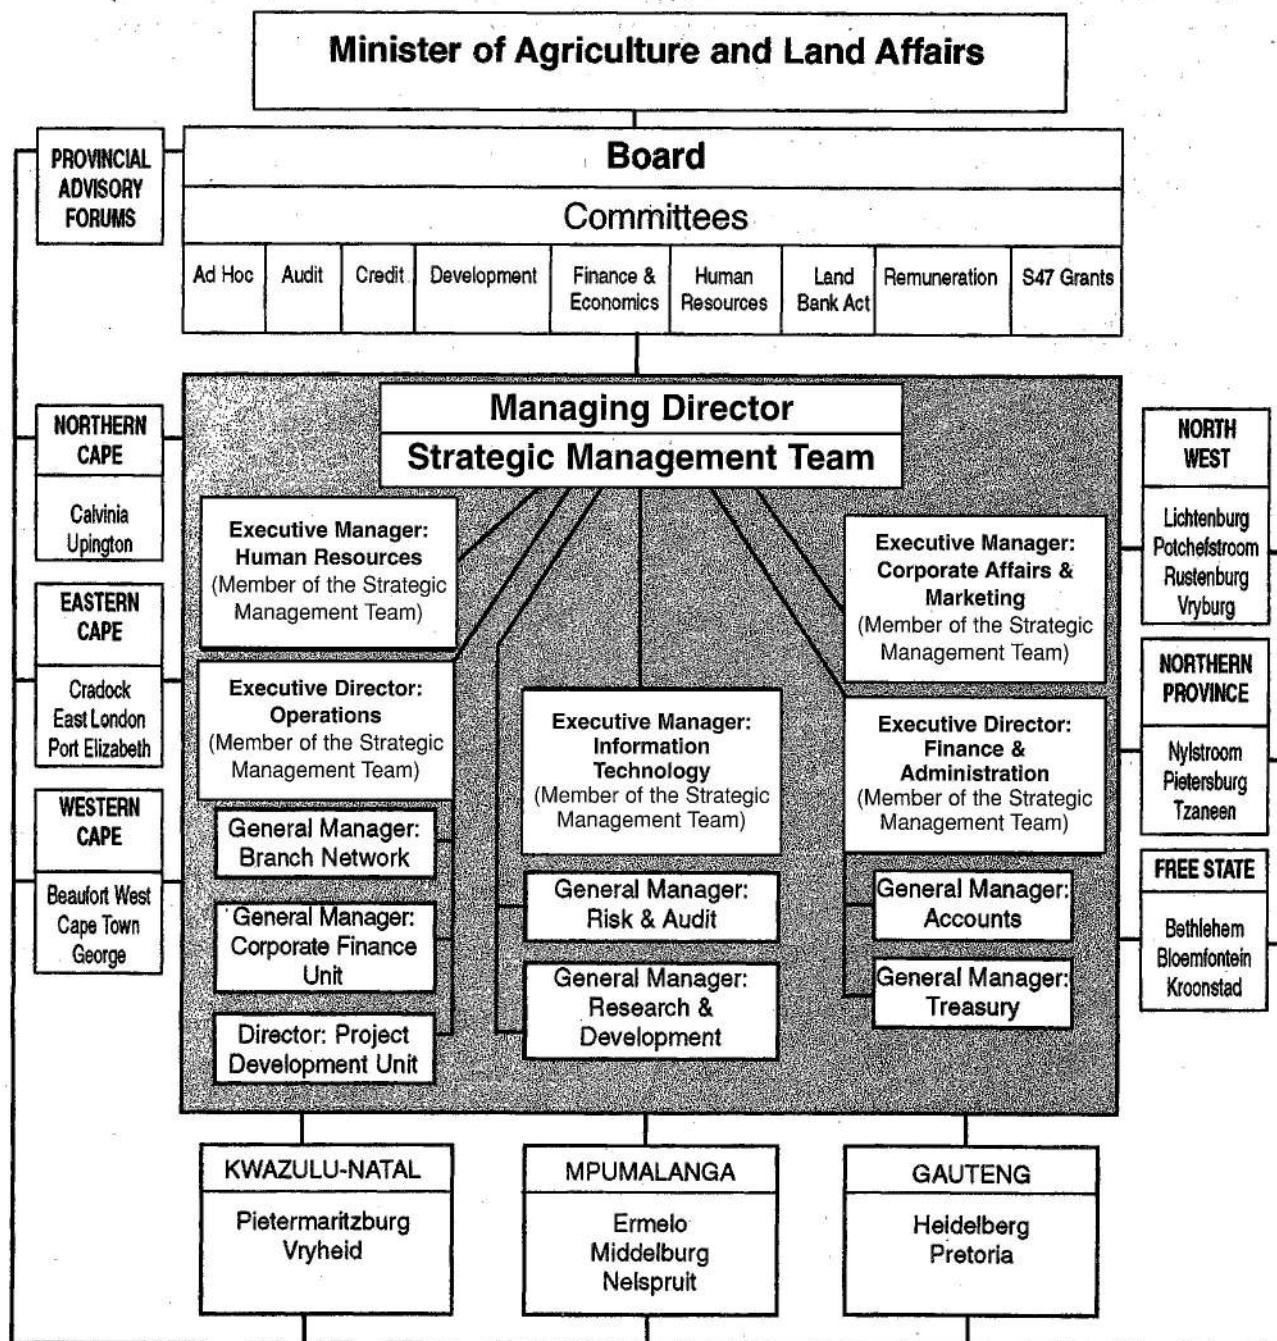 Minister of Agriculture and Land Affairs
PROVINCIAL
ADVISORY
FORUMS
Board
Committees
Ad Hoc
Audit
Credit
Development
Finance &
Economics
Human
Resources
Land
Bank Act
Remuneration
S47 Grants
Managing Director
Strategic Management Team
NORTHERN
CAPE
Calvinia
Upington
EASTERN
CAPE
Cradock
East London
Port Elizabeth
WESTERN
CAPE
Beaufort West
Cape Town
George
Executive Manager:
Human Resources
(Member of the Strategic
Management Team)
Executive Director:
Operations
(Member of the Strategic
Management Team)
General Manager:
Branch Network
General Manager:
Corporate Finance
Unit
Director: Project
Development Unit
Executive Manager:
Information
Technology
(Member of the Strategic
Management Team)
General Manager:
Risk & Audit
General Manager:
Research &
Development
Executive Manager:
Corporate Affairs &
Marketing
(Member of the Strategic
Management Team)
Executive Director:
Finance &
Administration
(Member of the Strategic
Management Team)
General Manager:
Accounts
General Manager:
Treasury
NORTH
WEST
Lichtenburg
Potchefstroom
Rustenburg
Vryburg
NORTHERN
PROVINCE
Nylstroom
Pietersburg
Tzaneen
FREE STATE
Bethlehem
Bloemfontein
Kroonstad
KWAZULU-NATAL
Pietermaritzburg
Vryheid
MPUMALANGA
Ermelo
Middelburg
Nelspruit
GAUTENG
Heidelberg
Pretoria